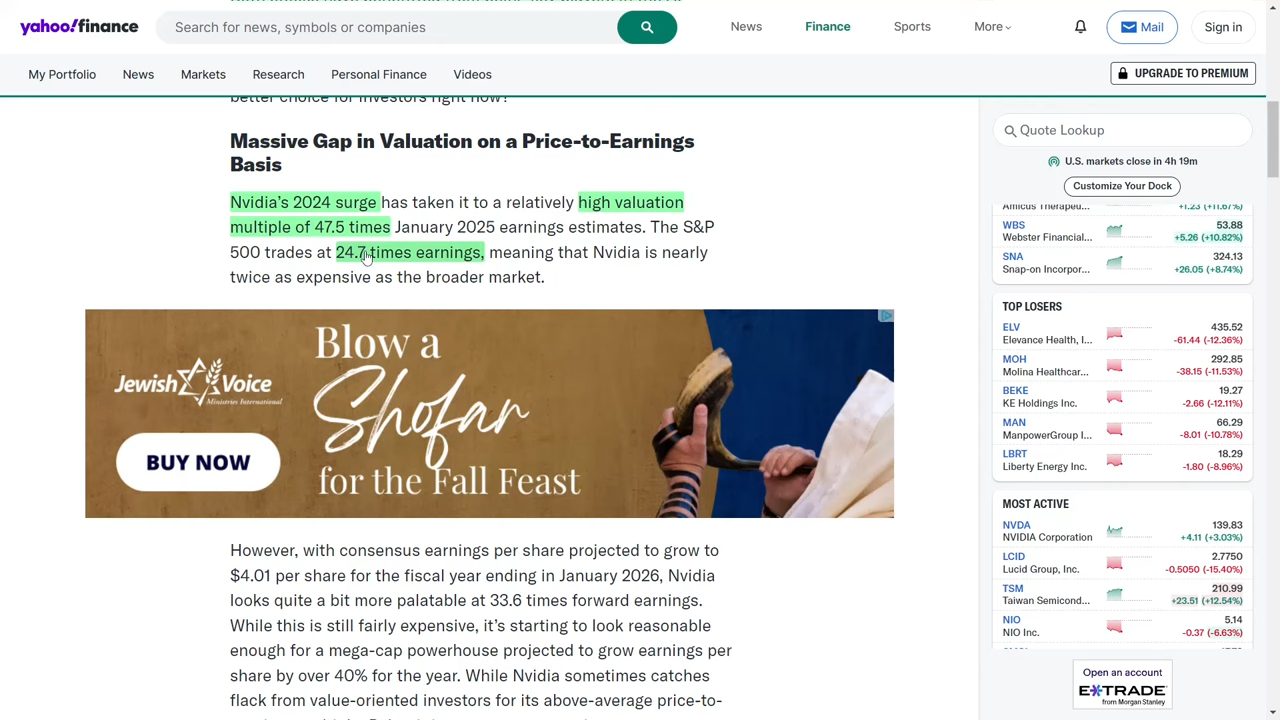 yahoo!finance
Search for news, symbols or companies
News
Finance
Sports
More
Mail
Sign in
My Portfolio
News
Markets
Research
Personal Finance
Videos
UPGRADE TO PREMIUM
better choice for investors right now?
Massive Gap in Valuation on a Price-to-Earnings
Basis
Nvidia's 2024 surge has taken it to a relatively high valuation
multiple of 47.5 times January 2025 earnings estimates. The S&P
500 trades at 24.7 times earnings, meaning that Nvidia is nearly
twice as expensive as the broader market.
Jewish Voice
Ministries International
BUY NOW
Blow a
Shofar
for the Fall Feast
However, with consensus earnings per share projected to grow to
$4.01 per share for the fiscal year ending in January 2026, Nvidia
looks quite a bit more palatable at 33.6 times forward earnings.
While this is still fairly expensive, it's starting to look reasonable
enough for a mega-cap powerhouse projected to grow earnings per
share by over 40% for the year. While Nvidia sometimes catches
flack from value-oriented investors for its above-average price-to-
Quote Lookup
U.S. markets close in 4h 19m
Customize Your Dock
Amicus Therapeut... +1.23 (+11.67%)
WBS 53.88
Webster Financial... +5.26 (+10.82%)
SNA 324.13
Snap-on Incorpor... +26.05 (+8.74%)
TOP LOSERS
ELV 435.52
Elevance Health, I... -61.44 (-12.36%)
MOH 292.85
Molina Healthcar... -38.15 (-11.53%)
BEKE 19.27
KE Holdings Inc. -2.66 (-12.11%)
MAN 66.29
ManpowerGroup I... -8.01 (-10.78%)
LBRT 18.29
Liberty Energy Inc. -1.80 (-8.96%)
MOST ACTIVE
NVDA 139.83
NVIDIA Corporation +4.11 (+3.03%)
LCID 2.7750
Lucid Group, Inc. -0.5050 (-15.40%)
TSM 210.99
Taiwan Semicond... +23.51 (+12.54%)
NIO 5.14
NIO Inc. -0.37 (-6.63%)
Open an account
E*TRADE
from Morgan Stanley